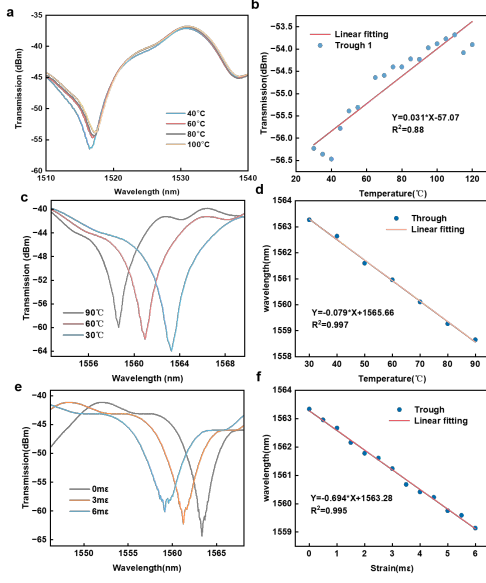 a
Transmission (dBm)
-35
-40
-45
-50
-55
-60
40°C
60°C
80°C
100°C
1510
1520
1530
1540
Wavelength (nm)
b
Transmission(dBm)
-53.5
-54.0
-54.5
-55.0
-55.5
-56.0
-56.5
Linear fitting
Trough 1
Y=0.031*X-57.07
R²=0.88
20
40
60
80
100
120
Temperature(℃)
c
Transmission (dBm)
-40
-44
-48
-52
-56
-60
-64
90℃
60℃
30℃
1556
1560
1564
1568
Wavelength (nm)
d
wavelength(nm)
1564
1563
1562
1561
1560
1559
1558
Through
Linear fitting
Y=-0.079*X+1565.66
R²=0.997
30
40
50
60
70
80
90
Temperature(℃)
e
Transmission(dBm)
−40
−45
−50
−55
−60
−65
0mε
3mε
6mε
1550
1555
1560
1565
Wavelength (nm)
f
wavelength(nm)
1564
1563
1562
1561
1560
1559
Trough
Linear fitting
Y=-0.694*X+1563.28
R²=0.995
0
1
2
3
4
5
6
Strain(mε)